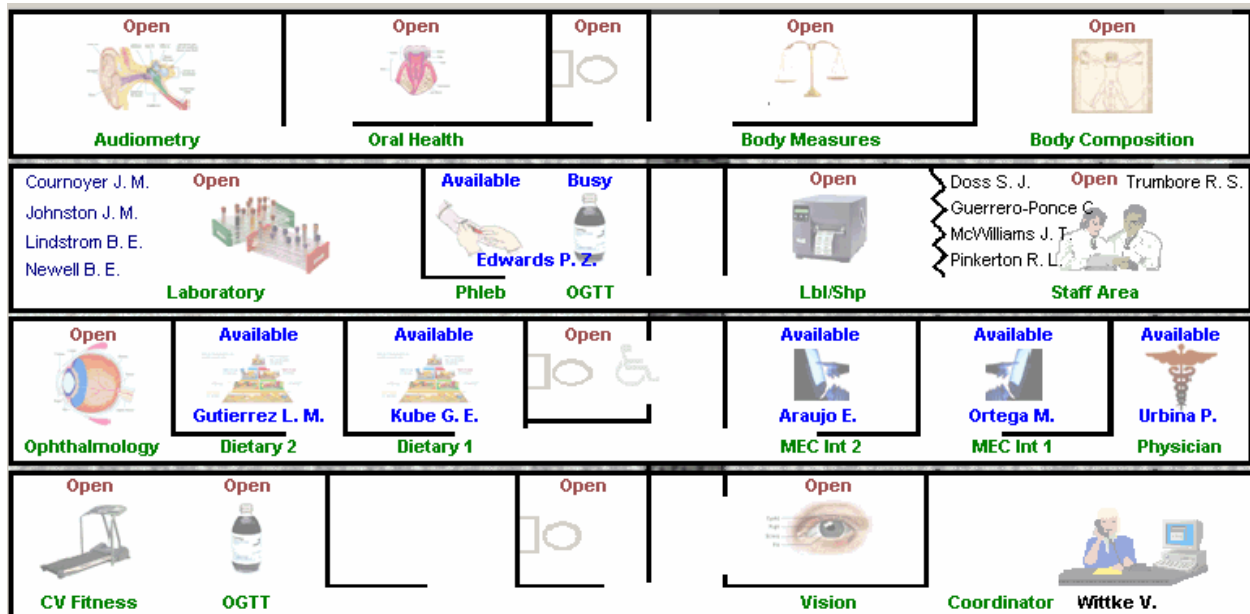 Open Open Open Open Open
Audiometry Oral Health Body Measures Body Composition
Cournoyer J. M. Open Available Busy Open Doss S. J. Open Trumbore R. S.
Johnston J. M. Guerrero-Ponce C
Lindstrom B. E. McWilliams J. T.
Newell B. E. Edwards P. Z. Pinkerton R. L.
Laboratory Phleb OGTT Lbl/Shp Staff Area
Open Available Available Open Available Available Available
Gutierrez L. M. Kube G. E. Araujo E. Ortega M. Urbina P.
Ophthalmology Dietary 2 Dietary 1 MEC Int 2 MEC Int 1 Physician
Open Open Open Open
CV Fitness OGTT Vision Coordinator Wittke V.